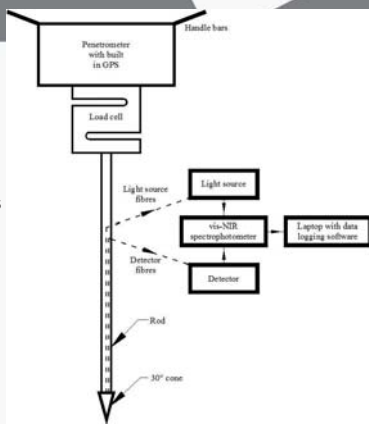 Handle bars
Penetrometer
with built
in GPS
Load cell
Light source
fibres
Light source
vis-NIR
spectrophotometer
Laptop with data
logging software
Detector
fibres
Detector
Rod
30° cone